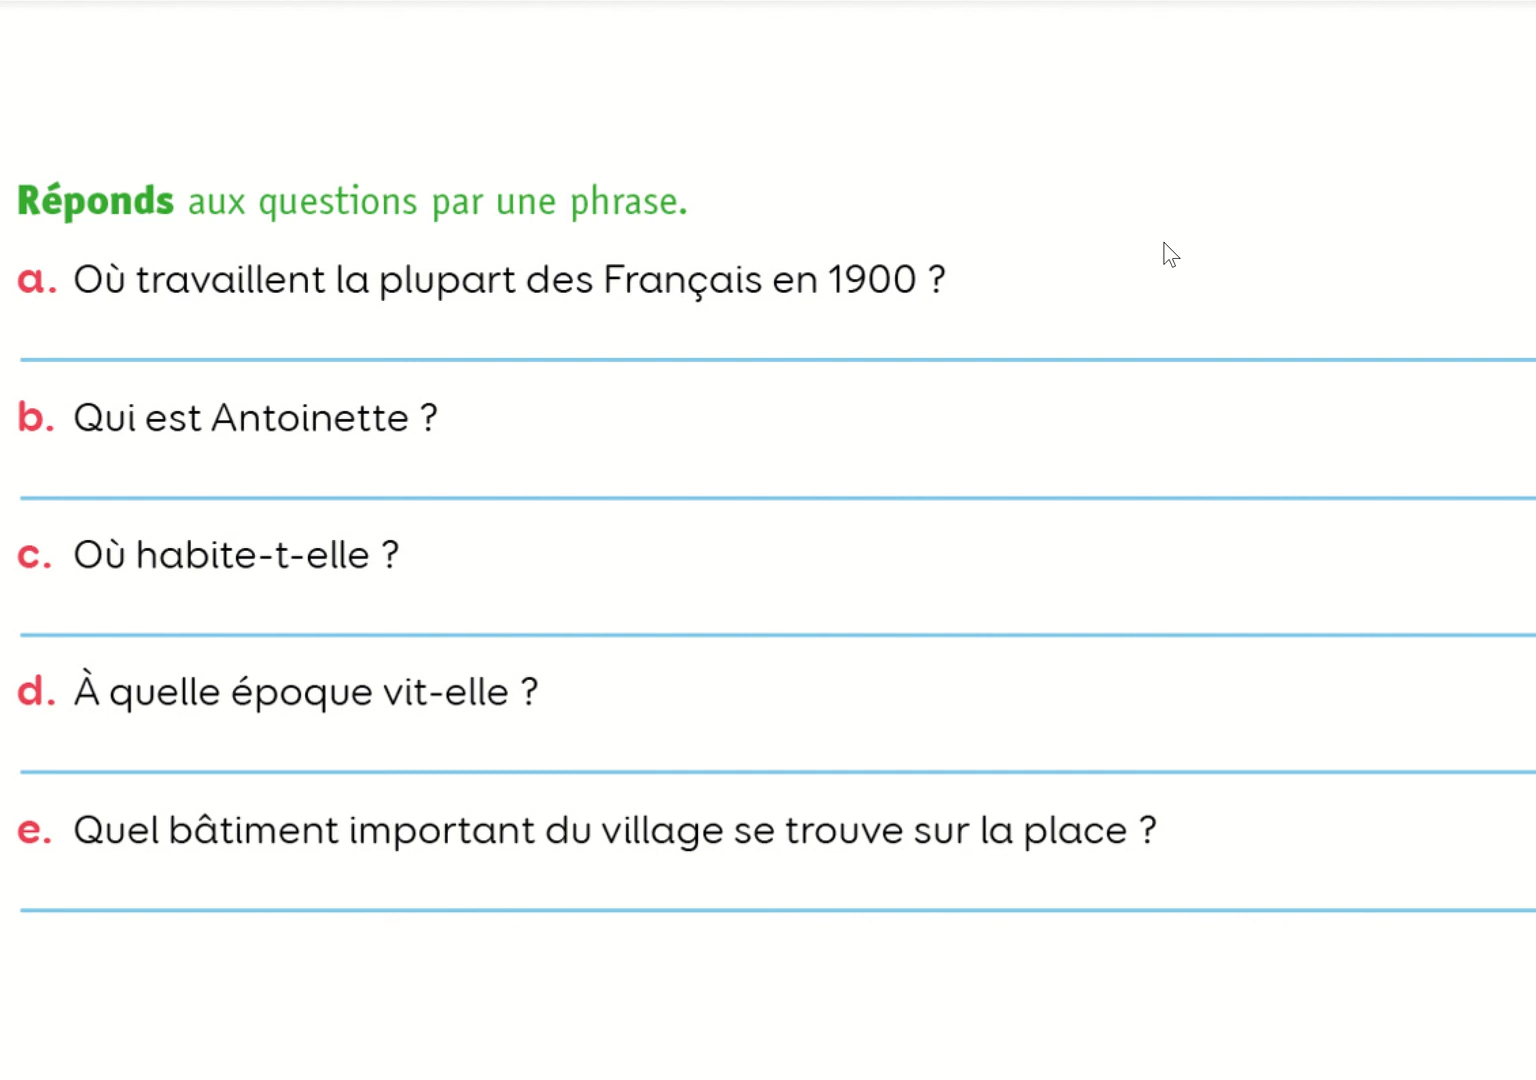 Réponds aux questions par une phrase.
a. Où travaillent la plupart des Français en 1900 ?
b. Qui est Antoinette ?
c. Où habite-t-elle ?
d. À quelle époque vit-elle ?
e. Quel bâtiment important du village se trouve sur la place ?